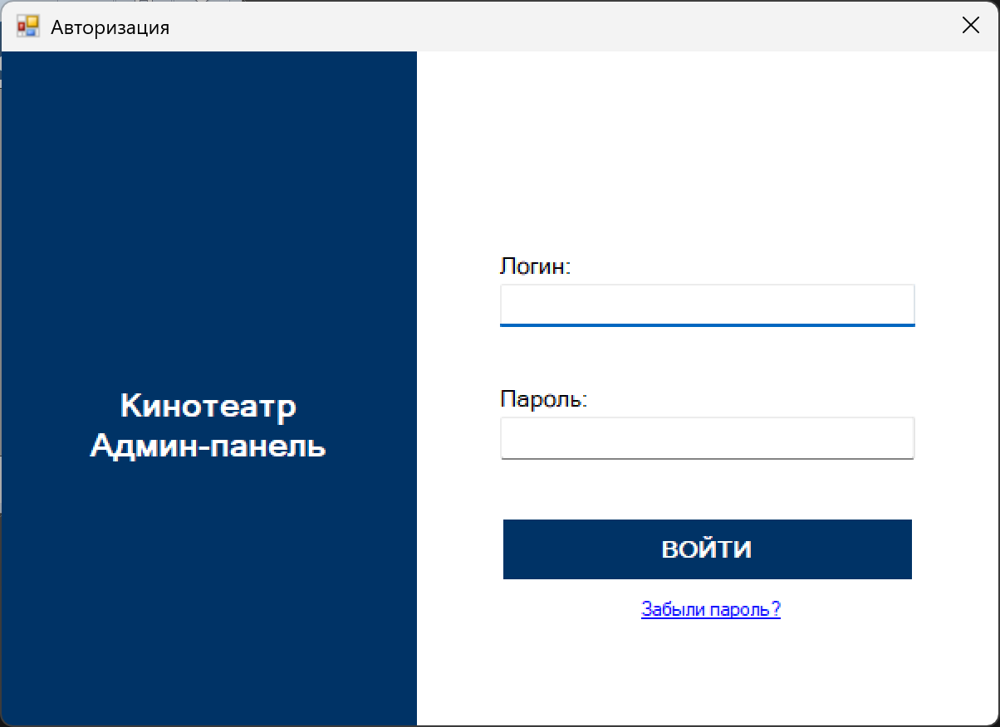 Авторизация
Кинотеатр
Админ-панель
Логин:
Пароль:
ВОЙТИ
Забыли пароль?